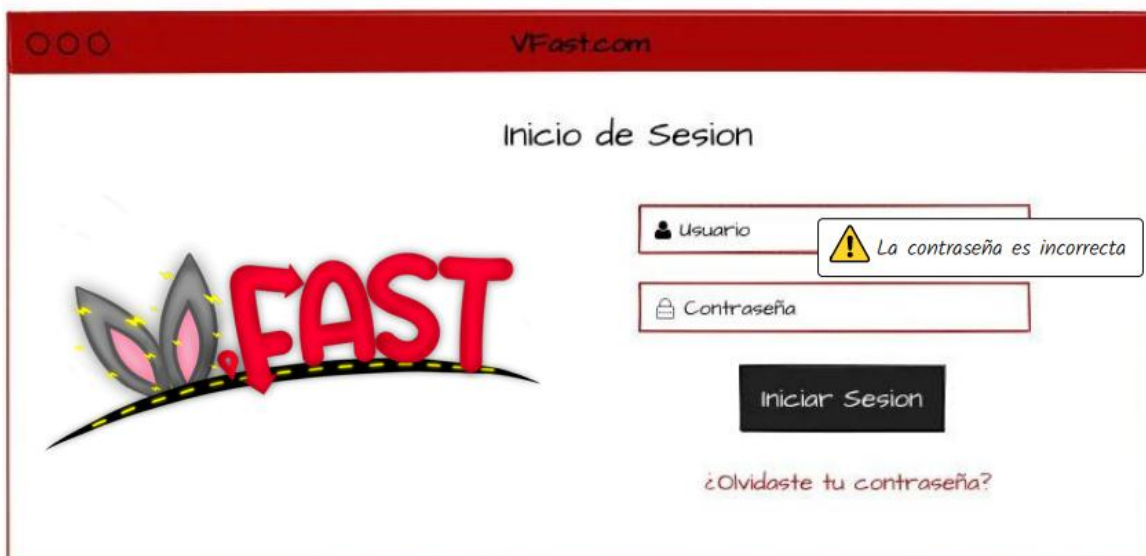 VFast.com
Inicio de Sesion
Usuario
La contraseña es incorrecta
Contraseña
FAST
Iniciar Sesion
¿Olvidaste tu contraseña?